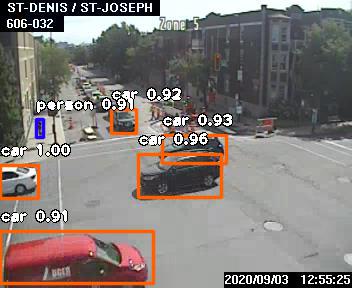 ST-DENIS / ST-JOSEPH
606-032
Zone 5
car 0.92
person 0.91
car 0.93
car 0.96
car 1.00
car 0.91
2020/09/03 12:55:25